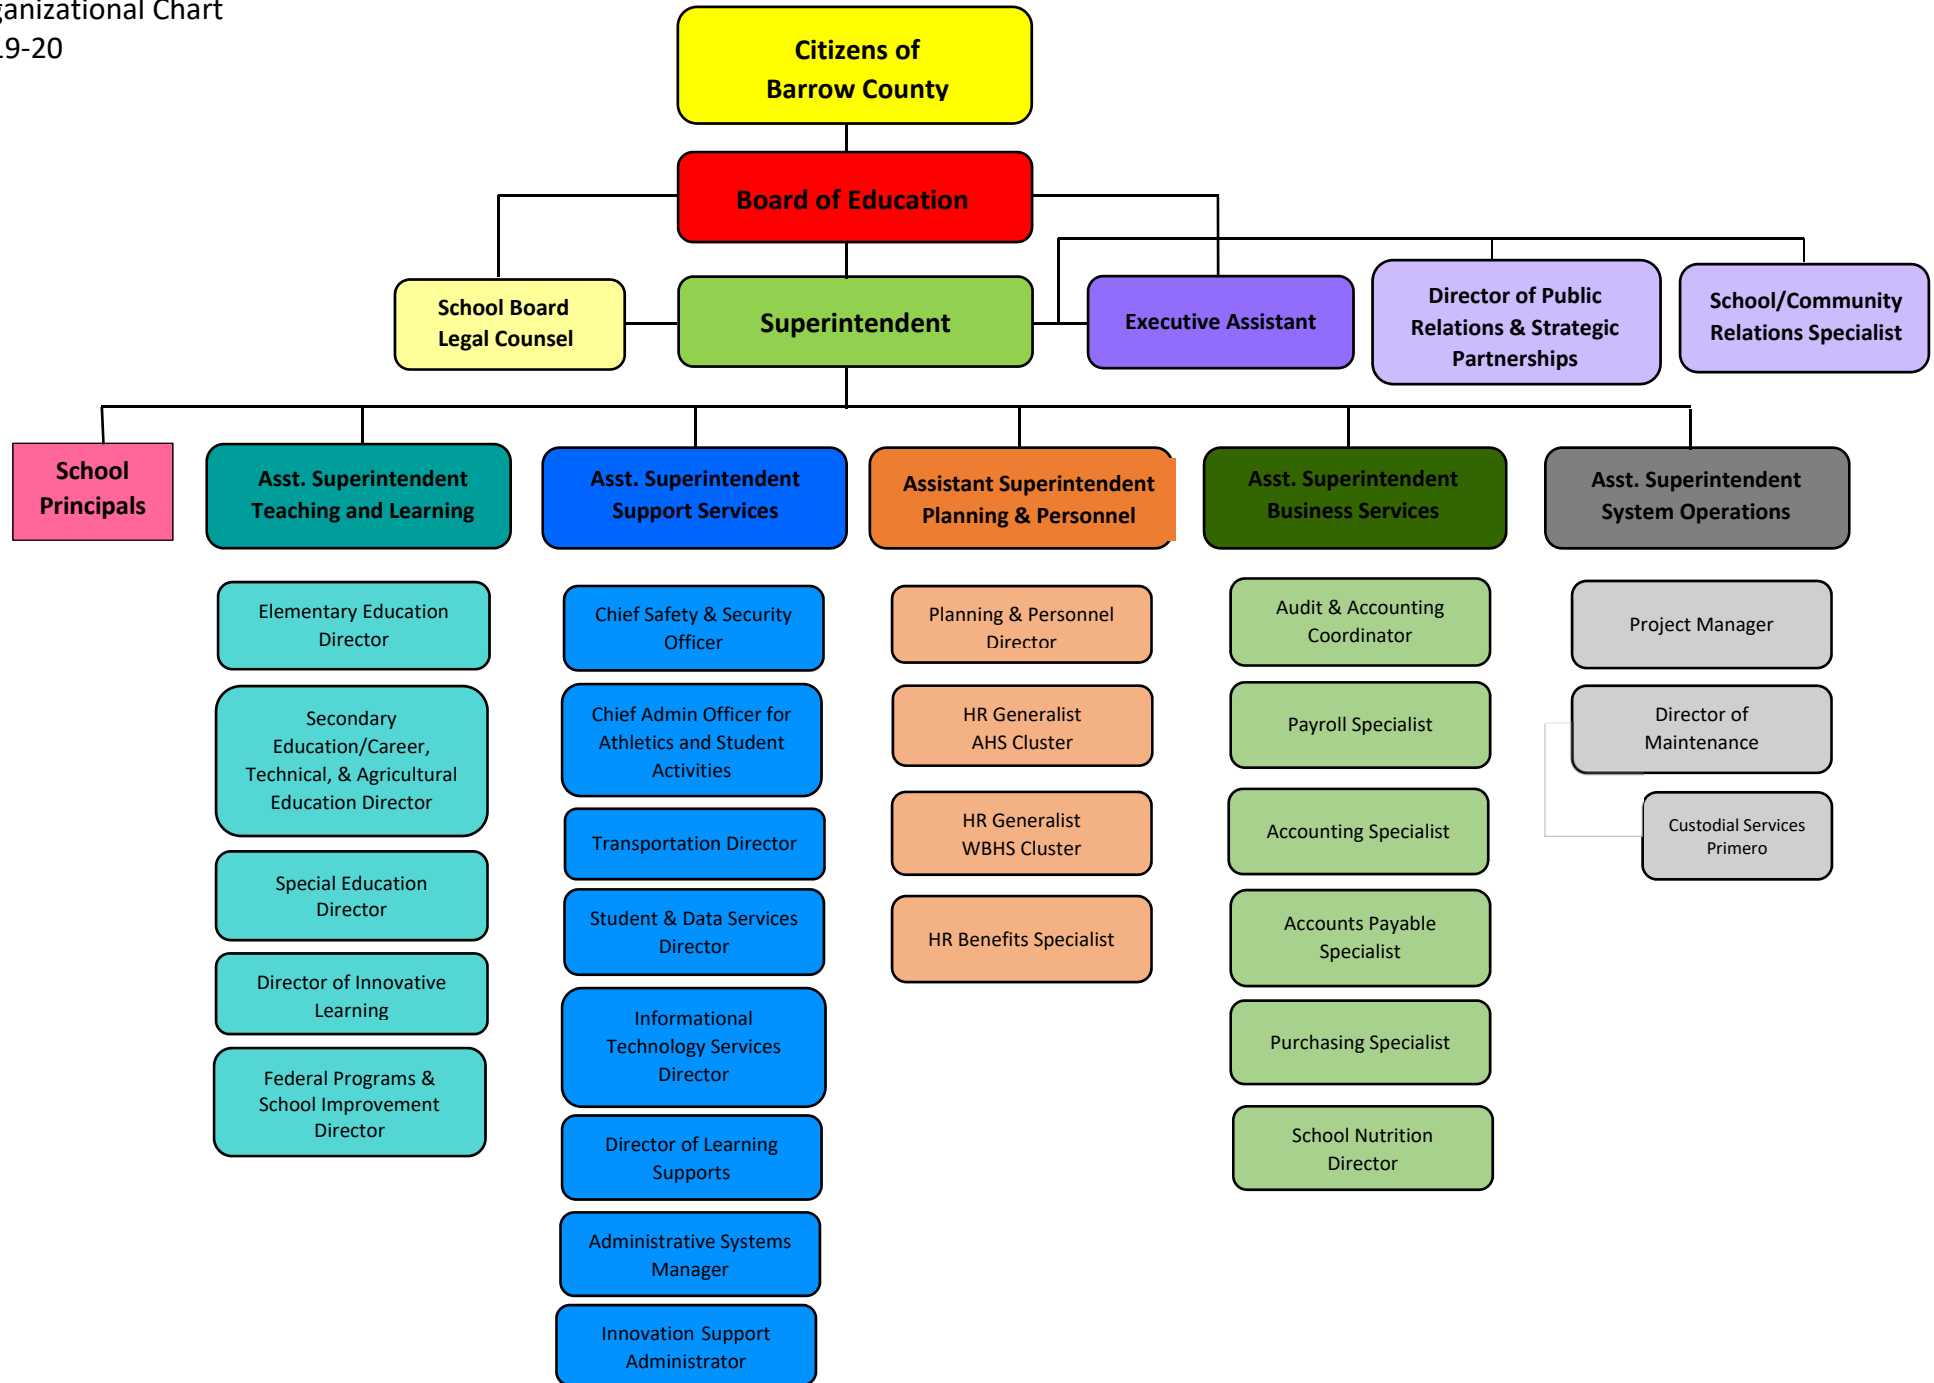 ganizational Chart
19-20
Citizens of
Barrow County
Board of Education
School Board
Legal Counsel
Superintendent
Executive Assistant
Director of Public
Relations & Strategic
Partnerships
School/Community
Relations Specialist
School
Principals
Asst. Superintendent
Teaching and Learning
Asst. Superintendent
Support Services
Assistant Superintendent
Planning & Personnel
Asst. Superintendent
Business Services
Asst. Superintendent
System Operations
Elementary Education
Director
Secondary
Education/Career,
Technical, & Agricultural
Education Director
Special Education
Director
Director of Innovative
Learning
Federal Programs &
School Improvement
Director
Chief Safety & Security
Officer
Chief Admin Officer for
Athletics and Student
Activities
Transportation Director
Student & Data Services
Director
Informational
Technology Services
Director
Director of Learning
Supports
Administrative Systems
Manager
Innovation Support
Administrator
Planning & Personnel
Director
HR Generalist
AHS Cluster
HR Generalist
WBHS Cluster
HR Benefits Specialist
Audit & Accounting
Coordinator
Payroll Specialist
Accounting Specialist
Accounts Payable
Specialist
Purchasing Specialist
School Nutrition
Director
Project Manager
Director of
Maintenance
Custodial Services
Primero